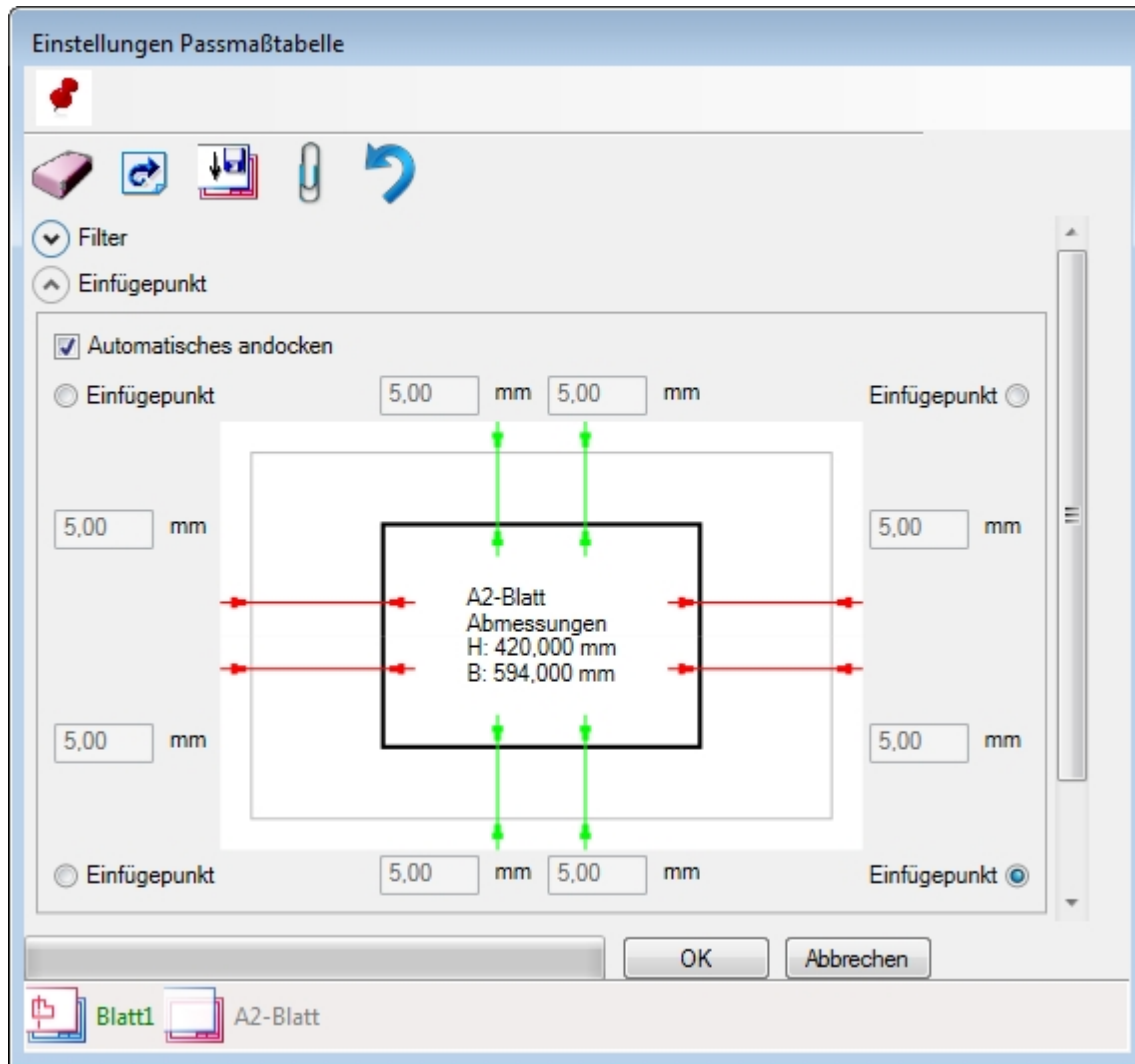 Einstellungen Passmaßtabelle
Filter
Einfügepunkt
Automatisches andocken
Einfügepunkt 5,00 mm 5,00 mm Einfügepunkt
5,00 mm 5,00 mm
A2-Blatt
Abmessungen
H: 420,000 mm
B: 594,000 mm
5,00 mm 5,00 mm
Einfügepunkt 5,00 mm 5,00 mm Einfügepunkt
OK Abbrechen
Blatt1 A2-Blatt